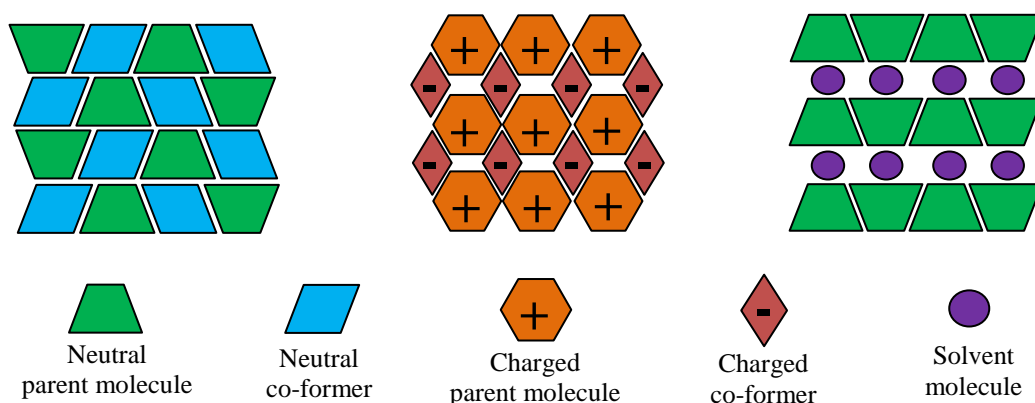 + + +
- - - -
+ + +
- - - -
+ + +
+
-
Neutral
parent molecule
Neutral
co-former
Charged
parent molecule
Charged
co-former
Solvent
molecule